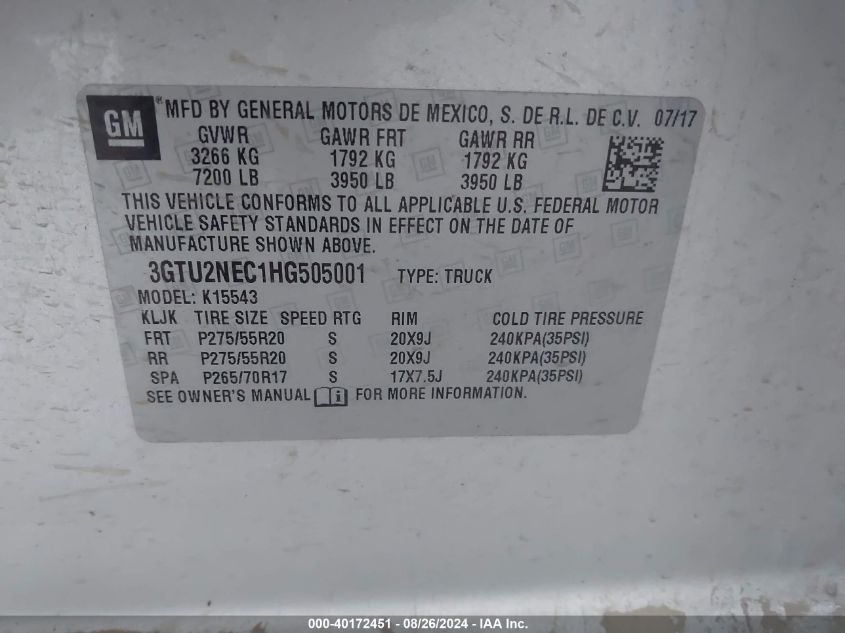 GM ® MFD BY GENERAL MOTORS DE MEXICO, S. DE R.L. DE C.V. 07/17
GVWR GAWR FRT GAWR RR
3266 KG 1792 KG 1792 KG
7200 LB 3950 LB 3950 LB
THIS VEHICLE CONFORMS TO ALL APPLICABLE U.S. FEDERAL MOTOR
VEHICLE SAFETY STANDARDS IN EFFECT ON THE DATE OF
MANUFACTURE SHOWN ABOVE.
3GTU2NEC1HG505001 TYPE: TRUCK
MODEL: K15543
KLJK TIRE SIZE SPEED RTG RIM COLD TIRE PRESSURE
FRT P275/55R20 S 20X9J 240KPA(35PSI)
RR P275/55R20 S 20X9J 240KPA(35PSI)
SPA P265/70R17 S 17X7.5J 240KPA(35PSI)
SEE OWNER'S MANUAL i FOR MORE INFORMATION.
000-40172451 - 08/26/2024 - IAA Inc.